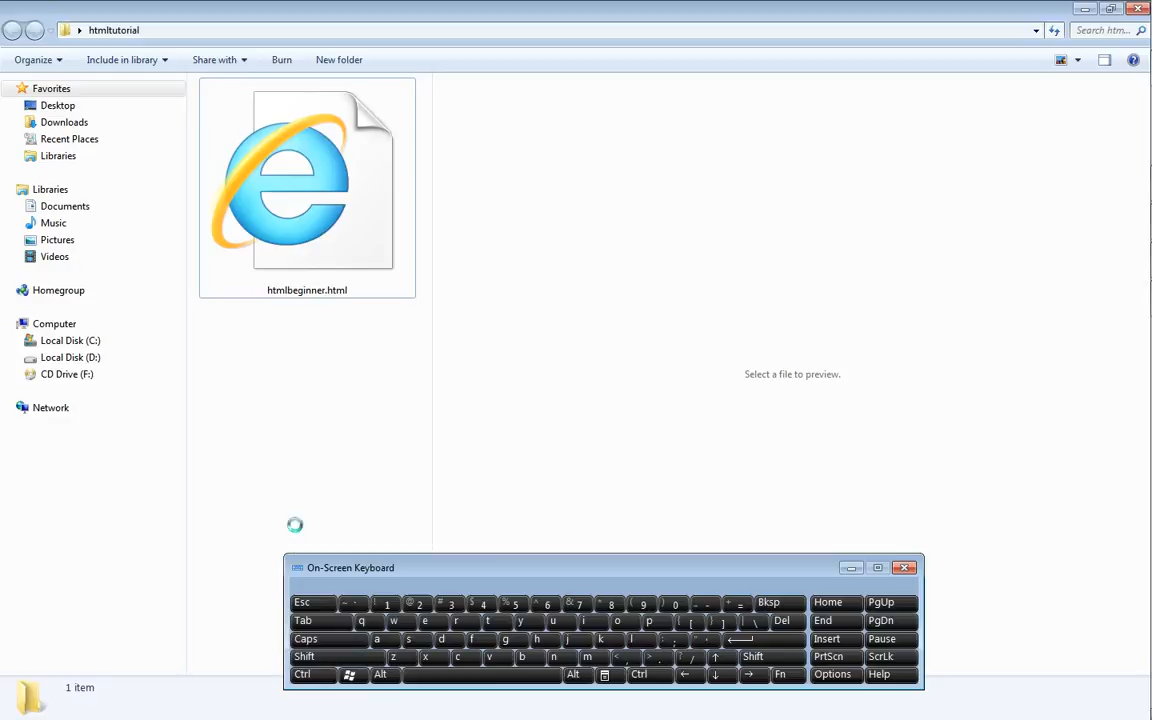 htmltutorial
Search htm...
Organize Include in library Share with Burn New folder
Favorites
Desktop
Downloads
Recent Places
Libraries
Libraries
Documents
Music
Pictures
Videos
Homegroup
Computer
Local Disk (C:)
Local Disk (D:)
CD Drive (F:)
Network
htmlbeginner.html
Select a file to preview.
On-Screen Keyboard
Esc ~ ` ! 1 @ 2 # 3 $ 4 % 5 ^ 6 & 7 * 8 ( 9 ) 0 _ - + = Bksp Home PgUp
Tab q w e r t y u i o p { [ } ] | \ Del End PgDn
Caps a s d f g h j k l : ; " ' Insert Pause
Shift z x c v b n m < , > . ? / ↑ Shift PrtScn ScrLk
Ctrl Alt Alt Ctrl ← ↓ → Fn Options Help
1 item